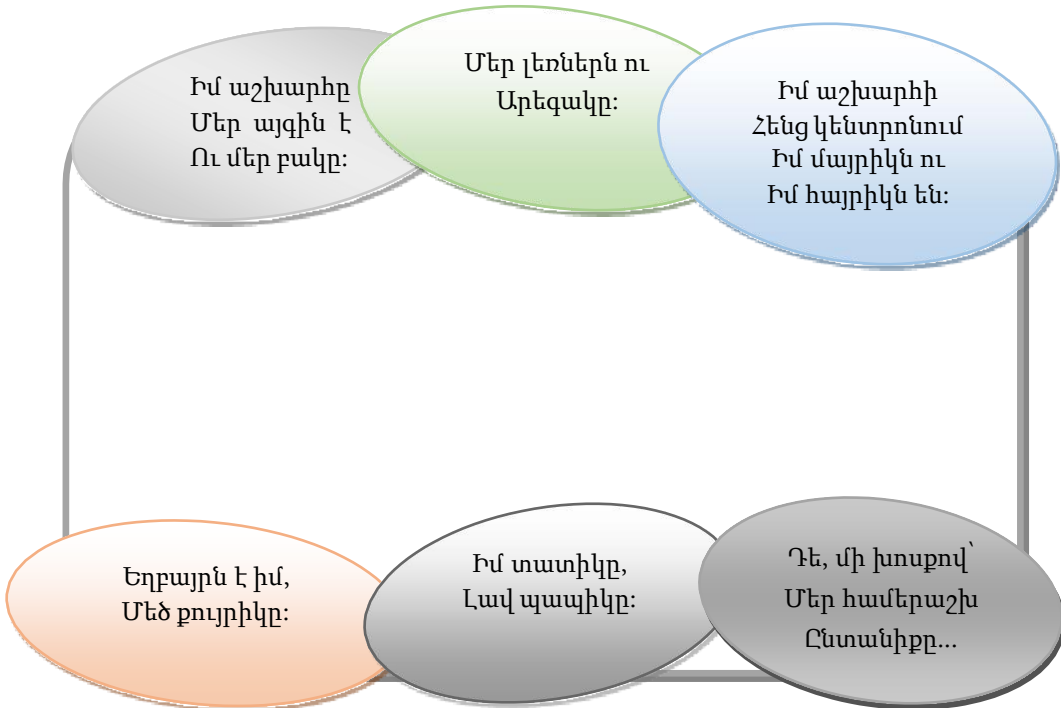 Իմ աշխարհը
Մեր այգին է
Ու մեր բակը:
Մեր լեռներն ու
Արեգակը:
Իմ աշխարհի
Հենց կենտրոնում
Իմ մայրիկն ու
Իմ հայրիկն են:
Եղբայրն է իմ,
Մեծ քույրիկը:
Իմ տատիկը,
Լավ պապիկը:
Դե, մի խոսքով՝
Մեր համերաշխ
Ընտանիքը...